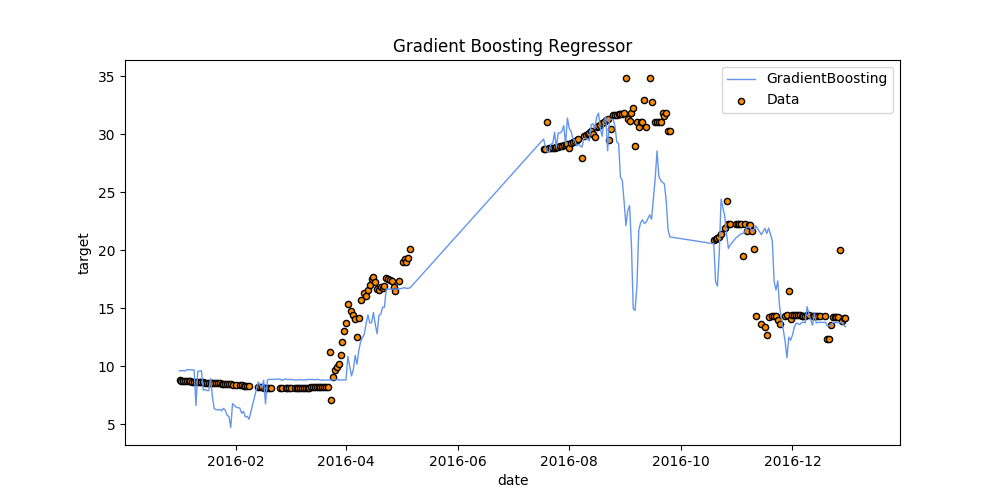 Gradient Boosting Regressor
GradientBoosting
Data
target
35
30
25
20
15
10
5
2016-02
2016-04
2016-06
2016-08
2016-10
2016-12
date